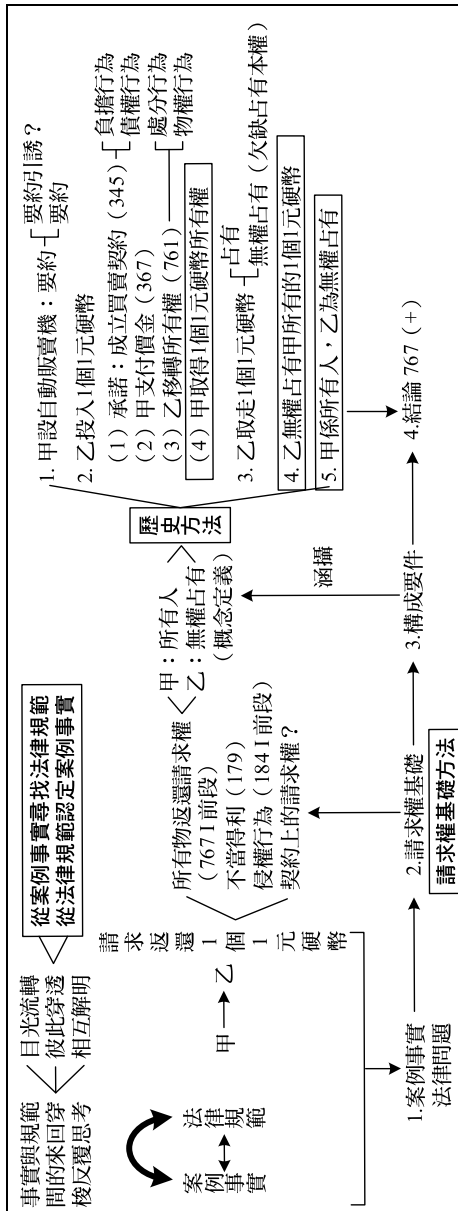 事實與規範
間的來回穿
梭反覆思考
目光流轉
彼此穿透
相互解明
從案例事實尋找法律規範
從法律規範認定案例事實
案例事實
法律規範
甲
乙
請求返還1個1元硬幣
所有物返還請求權
(767 I 前段)
不當得利(179)
侵權行為(184 I 前段)
契約上的請求權?
甲:所有人
乙:無權占有
(概念定義)
歷史方法
1. 甲設自動販賣機:要約
要約引誘?
要約
2. 乙投入1個1元硬幣
(1)承諾:成立買賣契約(345)
負擔行為
債權行為
(2)甲支付價金(367)
(3)乙移轉所有權(761)
處分行為
物權行為
(4)甲取得1個1元硬幣所有權
3. 乙取走1個1元硬幣
占有
無權占有(欠缺占有本權)
4. 乙無權占有甲所有的1個1元硬幣
5. 甲係所有人,乙為無權占有
涵攝
1.案例事實
法律問題
2.請求權基礎
請求權基礎方法
3.構成要件
4.結論 767 (+)